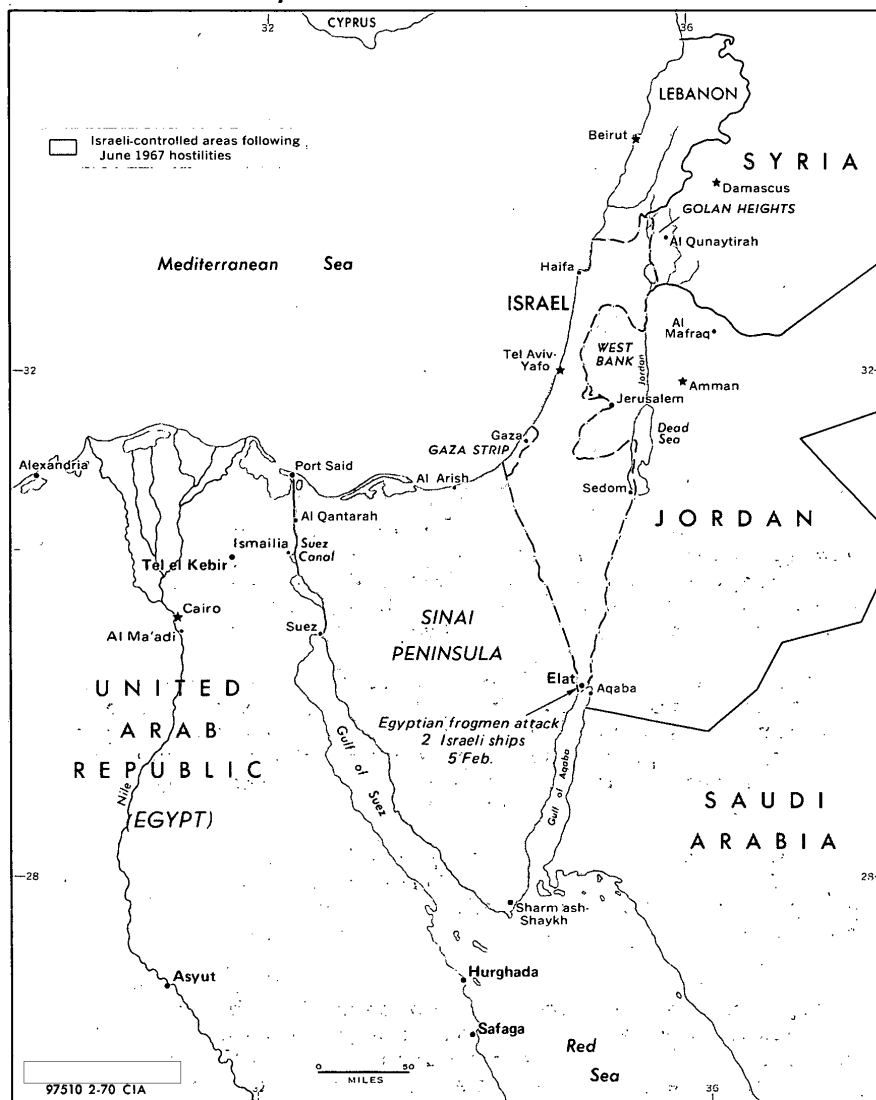 32
CYPRUS
36
LEBANON
Israeli-controlled areas following
June 1967 hostilities
Beirut
SYRIA
Damascus
GOLAN HEIGHTS
Al Qunaytirah
Mediterranean Sea
Haifa
ISRAEL
Al
Mafraq
WEST
BANK
Jordan
Tel Aviv-
Yafo
32
32
Amman
Jerusalem
Dead
Sea
Gaza
GAZA STRIP
Alexandria
Port Said
Al Arish
Sedom
JORDAN
Al Qantarah
Ismailia
Suez
Canal
Tel el Kebir
Cairo
Al Ma'adi
Suez
SINAI
PENINSULA
Elat
Aqaba
UNITED
ARAB
REPUBLIC
(EGYPT)
Nile
Egyptian frogmen attack
2 Israeli ships
5 Feb.
Gulf of Suez
Gulf of Aqaba
SAUDI
ARABIA
28
28
Sharm ash-
Shaykh
Asyut
Hurghada
Safaga
Red
Sea
0 50
MILES
97510 2-70 CIA
32
36